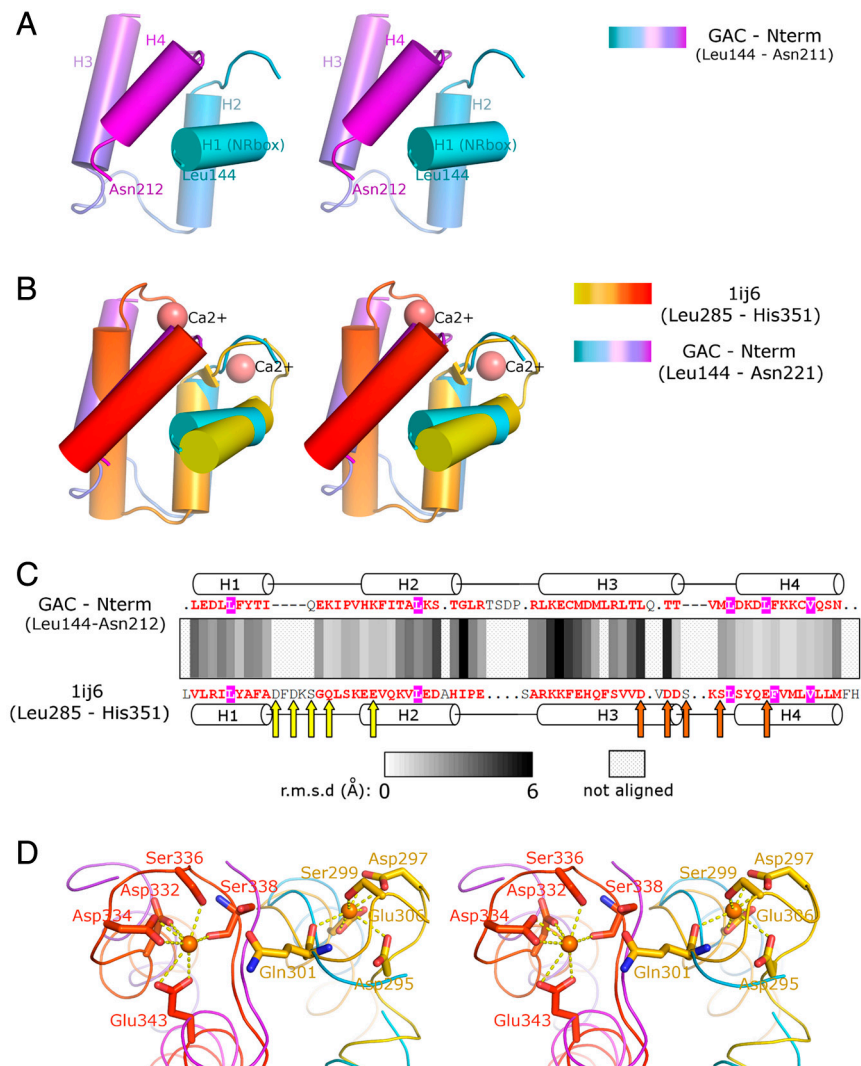 A
H3
H4
H2
H1 (NRbox)
Leu144
Asn212
H3
H4
H2
H1 (NRbox)
Leu144
Asn212
GAC - Nterm
(Leu144 - Asn211)
B
Ca2+
Ca2+
Ca2+
Ca2+
1ij6
(Leu285 - His351)
GAC - Nterm
(Leu144 - Asn221)
C
H1 H2 H3 H4
GAC - Nterm
(Leu144-Asn212)
.LEDLLFYTI----QEKIPVHKFITALKS.TGLRTSDP.RLKECMDMLRLTLQ.TT---VMLDKDLFKKCVQSN..
1ij6
(Leu285 - His351)
LVLRILYAFADFDKSGQLSKEEVQKVLEDAHIPE....SARKKFEHQFSVVD.VDDS..KSLSYQEFVMLVLLMFH
H1 H2 H3 H4
r.m.s.d (Å): 0 6 not aligned
D
Ser336
Asp332
Asp334
Ser338
Ser299
Asp297
Glu306
Gln301
Asp295
Glu343
Ser336
Asp332
Asp334
Ser338
Ser299
Asp297
Glu306
Gln301
Asp295
Glu343